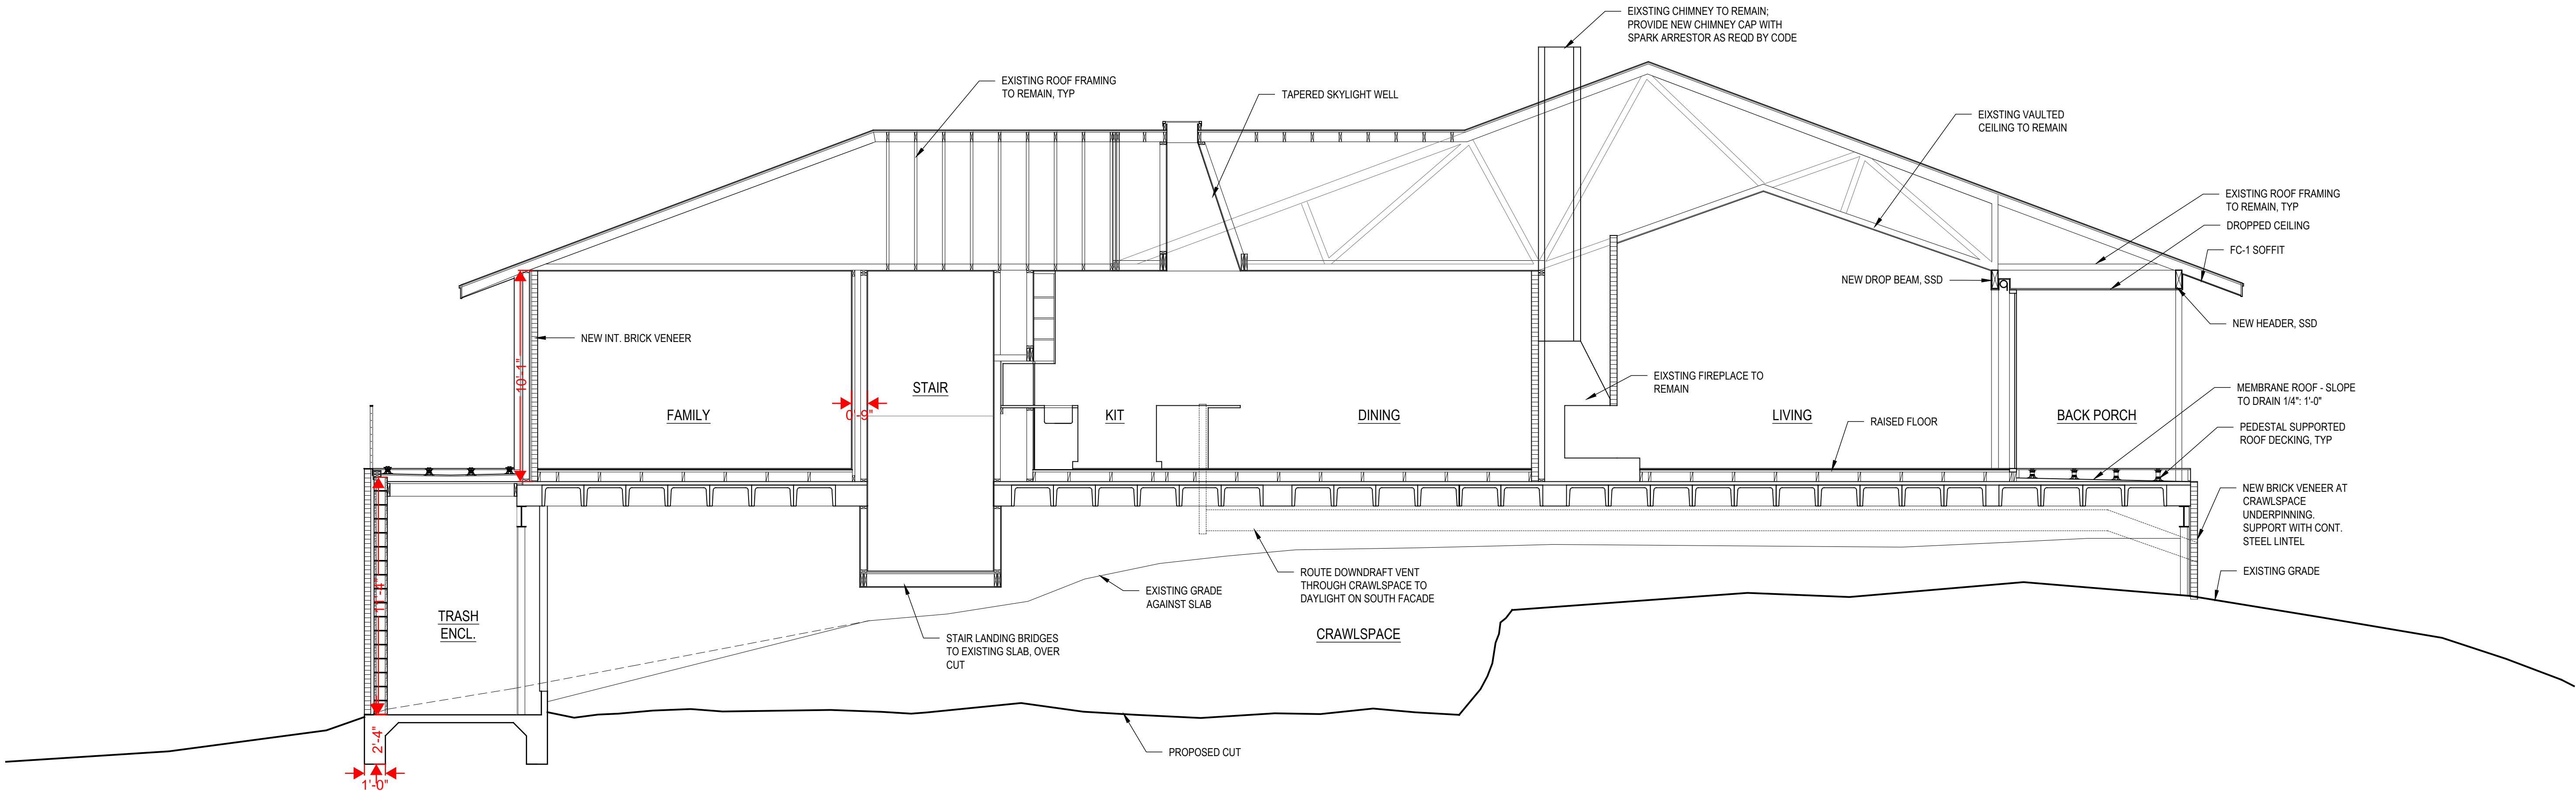 EIXSTING CHIMNEY TO REMAIN;
PROVIDE NEW CHIMNEY CAP WITH
SPARK ARRESTOR AS REQD BY CODE
EXISTING ROOF FRAMING
TO REMAIN, TYP
TAPERED SKYLIGHT WELL
EIXSTING VAULTED
CEILING TO REMAIN
EXISTING ROOF FRAMING
TO REMAIN, TYP
DROPPED CEILING
FC-1 SOFFIT
NEW DROP BEAM, SSD
NEW HEADER, SSD
NEW INT. BRICK VENEER
10'-1"
0'-9"
STAIR
FAMILY
KIT
DINING
EIXSTING FIREPLACE TO
REMAIN
LIVING
RAISED FLOOR
BACK PORCH
MEMBRANE ROOF - SLOPE
TO DRAIN 1/4": 1'-0"
PEDESTAL SUPPORTED
ROOF DECKING, TYP
NEW BRICK VENEER AT
CRAWLSPACE
UNDERPINNING.
SUPPORT WITH CONT.
STEEL LINTEL
EXISTING GRADE
11'-4"
TRASH
ENCL.
STAIR LANDING BRIDGES
TO EXISTING SLAB, OVER
CUT
EXISTING GRADE
AGAINST SLAB
ROUTE DOWNDRAFT VENT
THROUGH CRAWLSPACE TO
DAYLIGHT ON SOUTH FACADE
CRAWLSPACE
PROPOSED CUT
2'-4"
1'-0"